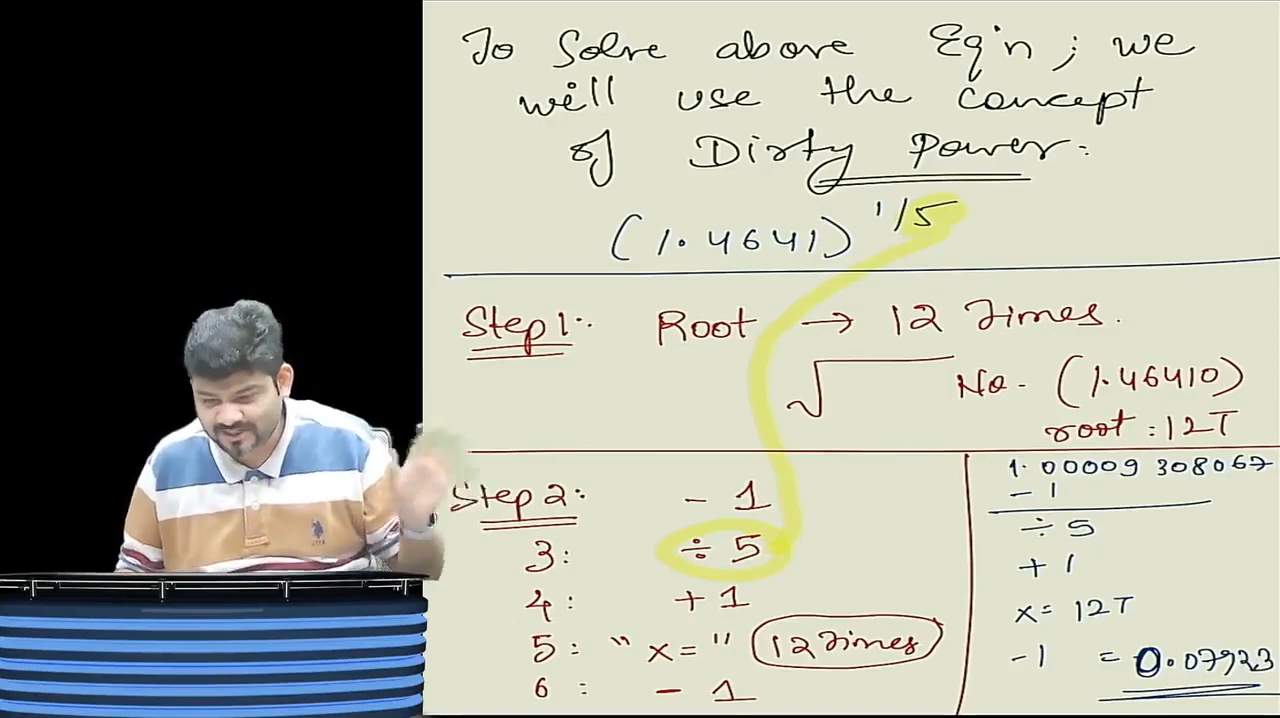 To solve above Eq'n ; we
will use the concept
of Dirty Power:
(1.4641)^1/5
Step 1:. Root → 12 Times.
√ No. (1.46410)
root : 12T
Step 2: - 1
3: ÷ 5
4: + 1
5: "x=" 12 Times
6: - 1
1.00009308067
- 1
÷ 5
+ 1
x = 12T
-1 = 0.07923